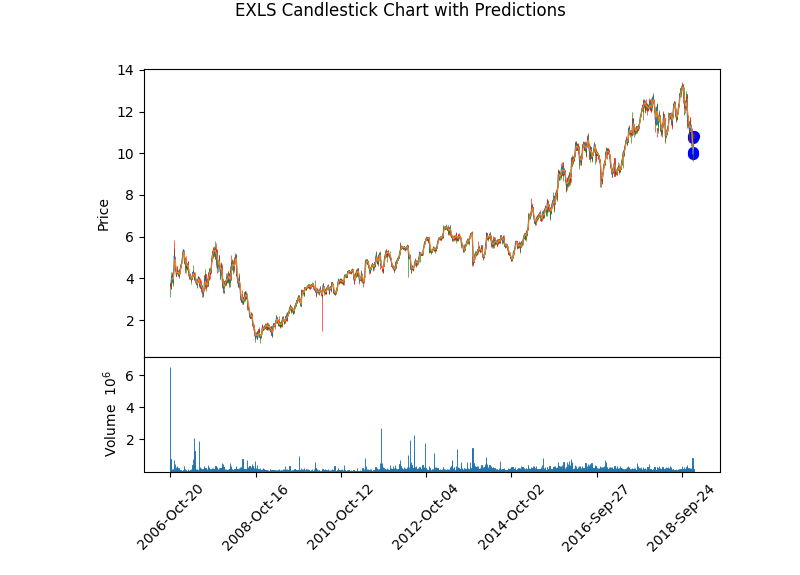 EXLS Candlestick Chart with Predictions
14
12
10
8
6
4
2
Price
6
4
2
Volume 10^6
2006-Oct-20
2008-Oct-16
2010-Oct-12
2012-Oct-04
2014-Oct-02
2016-Sep-27
2018-Sep-24